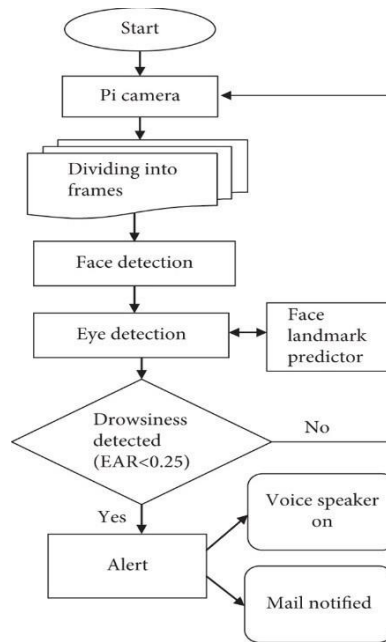 Start
Pi camera
Dividing into
frames
Face detection
Eye detection
Face
landmark
predictor
Drowsiness
detected
(EAR<0.25)
No
Yes
Voice speaker
on
Alert
Mail notified